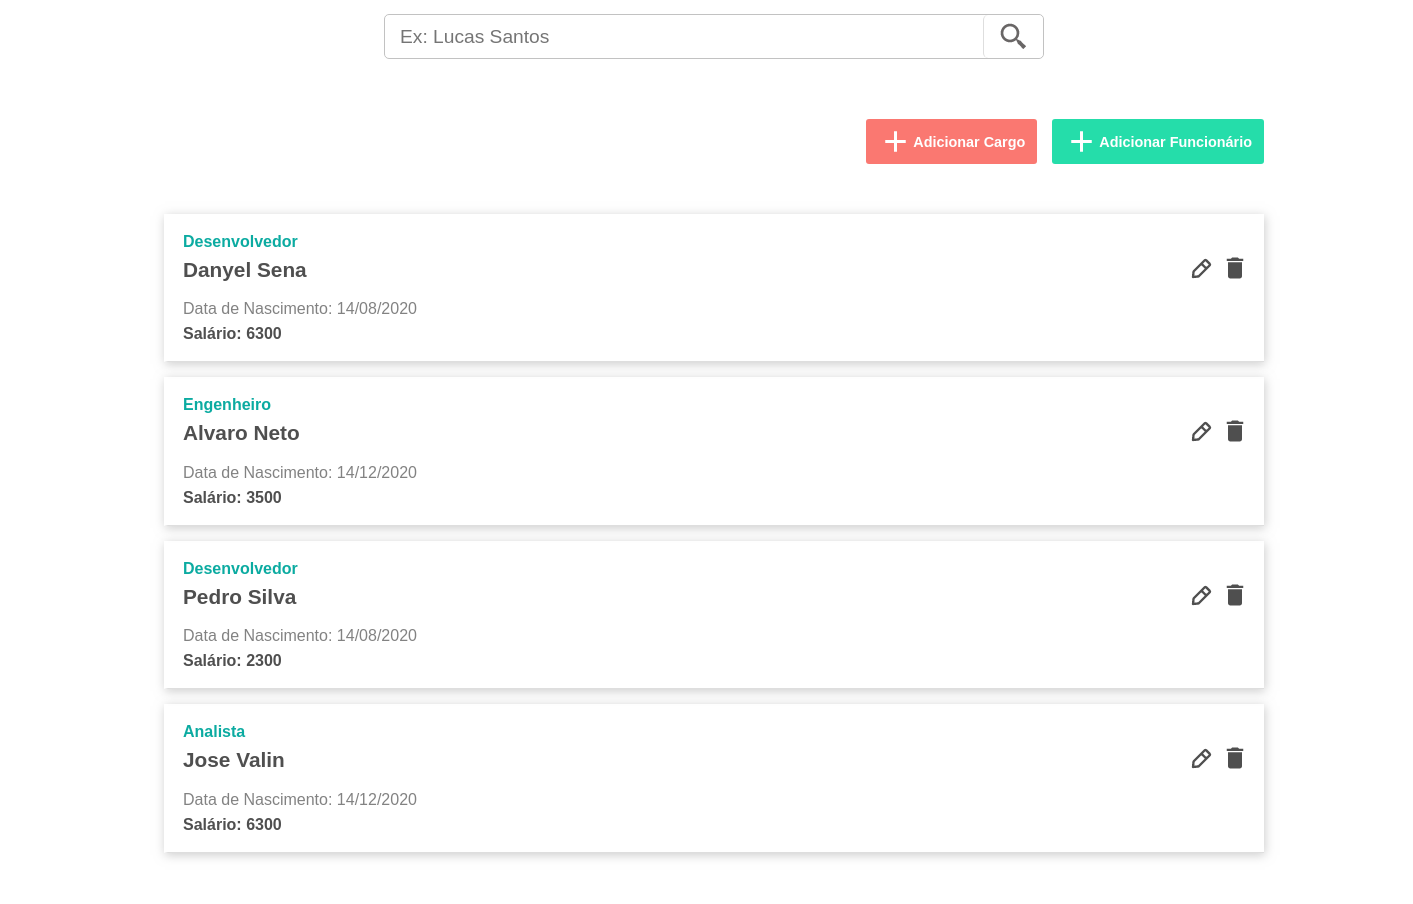 Ex: Lucas Santos
Adicionar Cargo
Adicionar Funcionário
Desenvolvedor
Danyel Sena
Data de Nascimento: 14/08/2020
Salário: 6300
Engenheiro
Alvaro Neto
Data de Nascimento: 14/12/2020
Salário: 3500
Desenvolvedor
Pedro Silva
Data de Nascimento: 14/08/2020
Salário: 2300
Analista
Jose Valin
Data de Nascimento: 14/12/2020
Salário: 6300